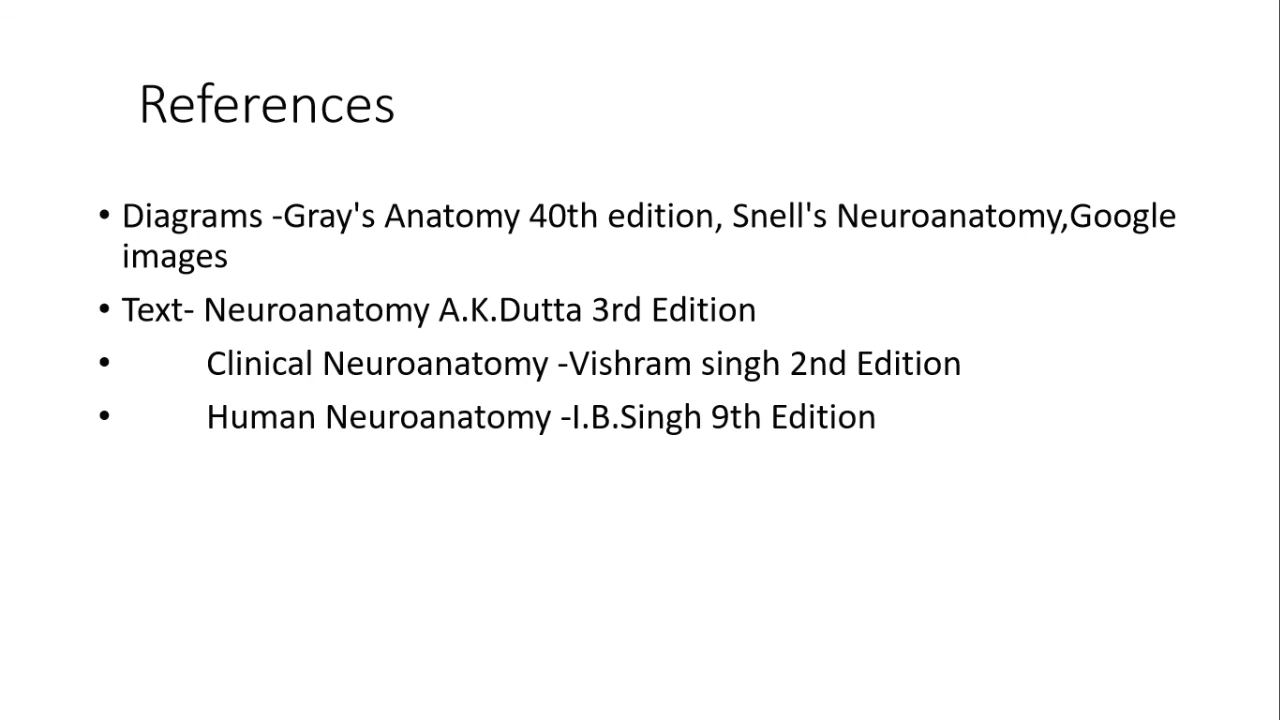 References
• Diagrams -Gray's Anatomy 40th edition, Snell's Neuroanatomy,Google
images
• Text- Neuroanatomy A.K.Dutta 3rd Edition
• Clinical Neuroanatomy -Vishram singh 2nd Edition
• Human Neuroanatomy -I.B.Singh 9th Edition